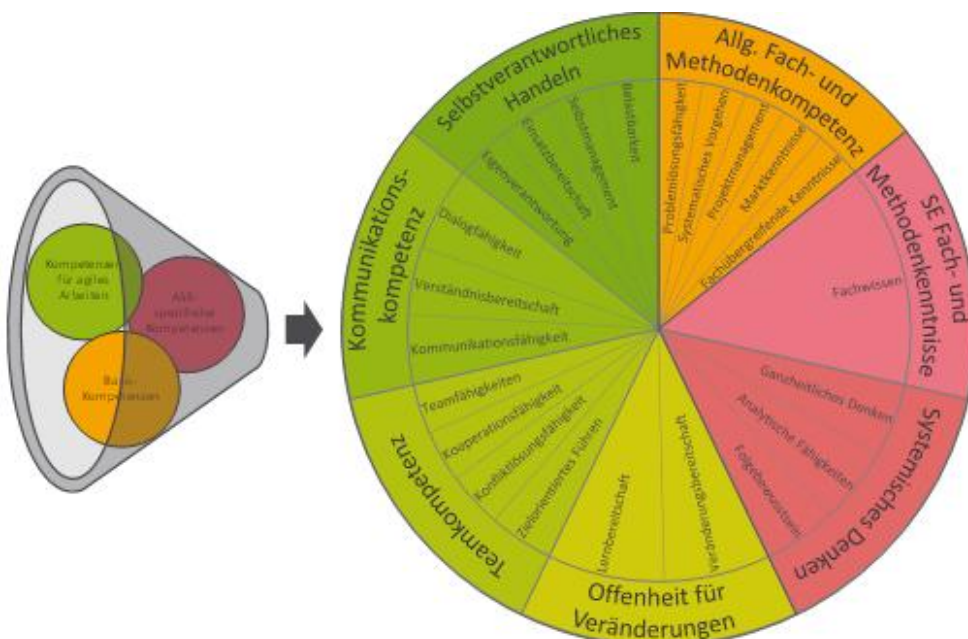 Kompetenzen
für agiles
Arbeiten
spezifische
Kompetenzen
Basis-
Kompetenzen
Selbstverantwortliches
Handeln
Eigenverantwortung
Einsatzbereitschaft
Selbstmanagement
Belastbarkeit
Allg. Fach- und
Methodenkompetenz
Problemlösungsfähigkeit
Systematisches Vorgehen
Projektmanagement
Marktkenntnisse
Fachübergreifende Kenntnisse
SE Fach- und
Methodenkenntnisse
Fachwissen
Systemisches Denken
Ganzheitliches Denken
Analytische Fähigkeiten
Folgebewusstsein
Offenheit für
Veränderungen
Veränderungsbereitschaft
Lernbereitschaft
Teamkompetenz
Teamfähigkeiten
Kooperationsfähigkeit
Konfliktlösungsfähigkeit
Zielorientiertes Führen
Kommunikations-
kompetenz
Dialogfähigkeit
Verständnisbereitschaft
Kommunikationsfähigkeit